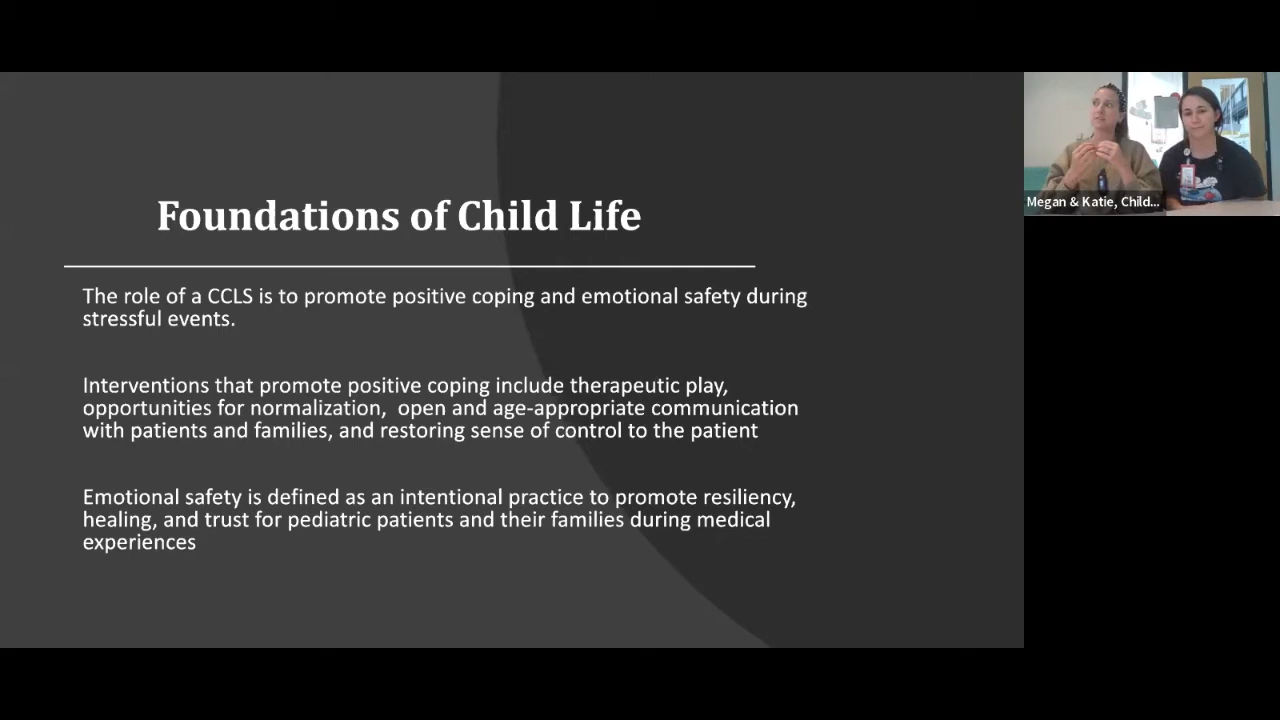 Foundations of Child Life
The role of a CCLS is to promote positive coping and emotional safety during
stressful events.
Interventions that promote positive coping include therapeutic play,
opportunities for normalization,  open and age-appropriate communication
with patients and families, and restoring sense of control to the patient
Emotional safety is defined as an intentional practice to promote resiliency,
healing, and trust for pediatric patients and their families during medical
experiences
Megan & Katie, Child...